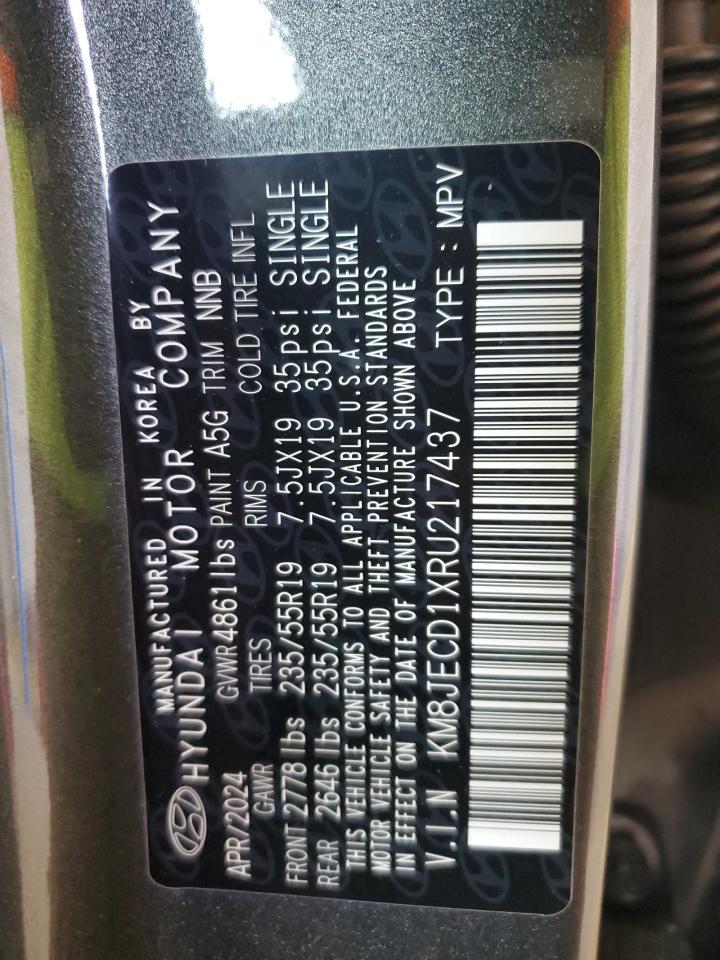 MANUFACTURED IN KOREA BY
HYUNDAI MOTOR COMPANY
APR/2024 GVWR 4861 lbs PAINT A5G TRIM NNB
GAWR TIRES RIMS COLD TIRE INFL
FRONT 2778 lbs 235/55R19 7.5JX19 35psi SINGLE
REAR 2646 lbs 235/55R19 7.5JX19 35psi SINGLE
THIS VEHICLE CONFORMS TO ALL APPLICABLE U.S.A. FEDERAL
MOTOR VEHICLE SAFETY AND THEFT PREVENTION STANDARDS
IN EFFECT ON THE DATE OF MANUFACTURE SHOWN ABOVE
V.I.N KM8JECD1XRU217437 TYPE : MPV